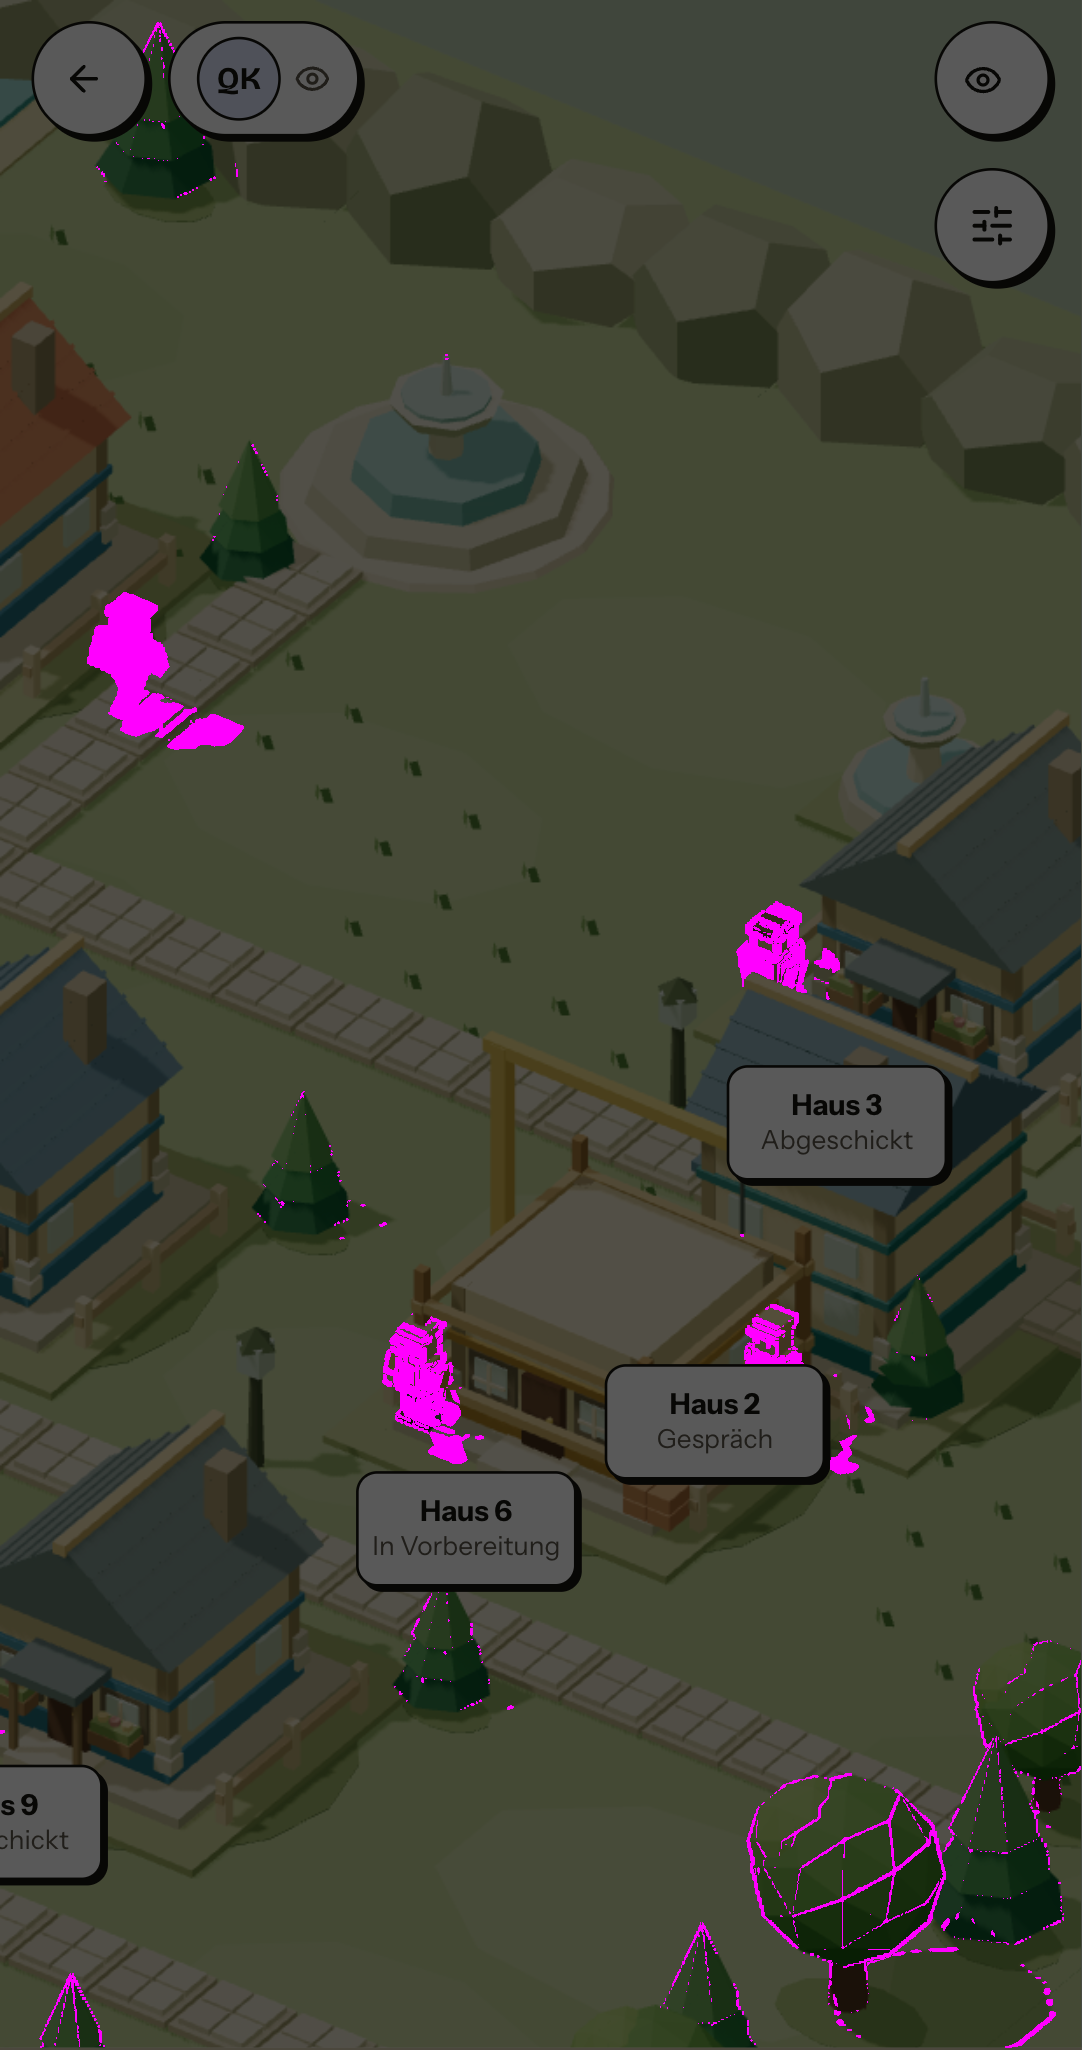 QK
Haus 3
Abgeschickt
Haus 2
Gespräch
Haus 6
In Vorbereitung
s 9
chickt